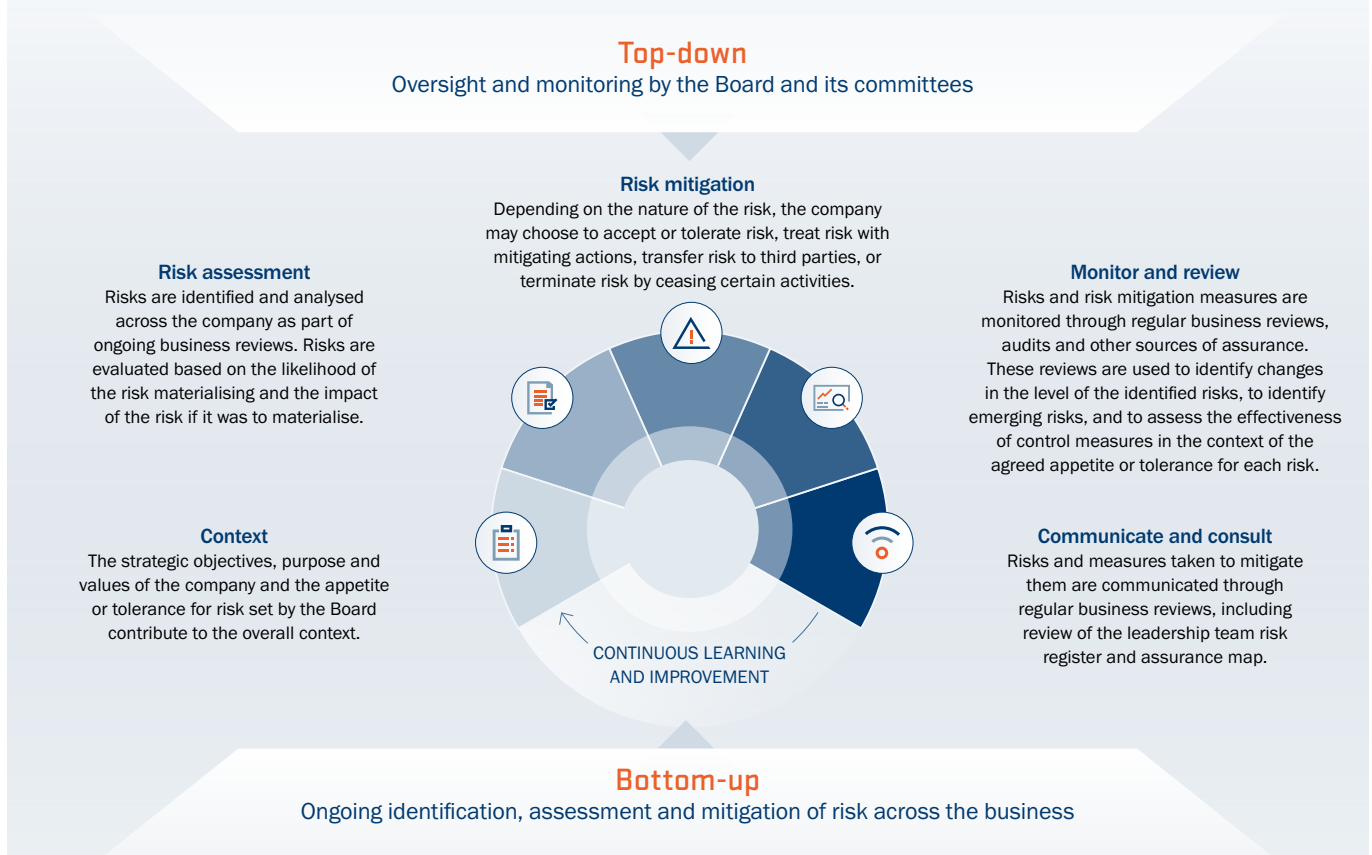 Top-down
Oversight and monitoring by the Board and its committees
Risk mitigation
Depending on the nature of the risk, the company
may choose to accept or tolerate risk, treat risk with
mitigating actions, transfer risk to third parties, or
terminate risk by ceasing certain activities.
Risk assessment
Risks are identified and analysed
across the company as part of
ongoing business reviews. Risks are
evaluated based on the likelihood of
the risk materialising and the impact
of the risk if it was to materialise.
Monitor and review
Risks and risk mitigation measures are
monitored through regular business reviews,
audits and other sources of assurance.
These reviews are used to identify changes
in the level of the identified risks, to identify
emerging risks, and to assess the effectiveness
of control measures in the context of the
agreed appetite or tolerance for each risk.
Context
The strategic objectives, purpose and
values of the company and the appetite
or tolerance for risk set by the Board
contribute to the overall context.
Communicate and consult
Risks and measures taken to mitigate
them are communicated through
regular business reviews, including
review of the leadership team risk
register and assurance map.
CONTINUOUS LEARNING
AND IMPROVEMENT
Bottom-up
Ongoing identification, assessment and mitigation of risk across the business